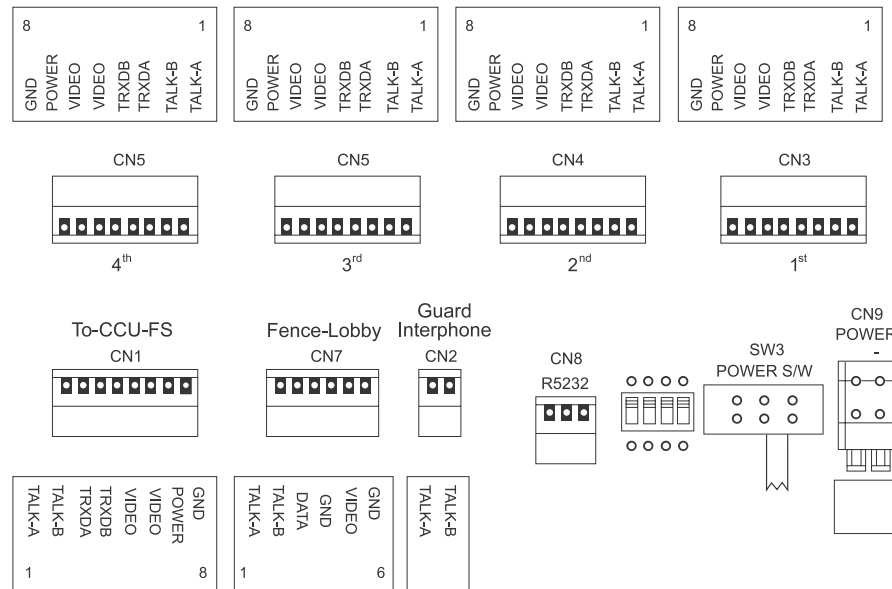 8 1
GND POWER VIDEO VIDEO TRXDB TRXDA TALK-B TALK-A
8 1
GND POWER VIDEO VIDEO TRXDB TRXDA TALK-B TALK-A
8 1
GND POWER VIDEO VIDEO TRXDB TRXDA TALK-B TALK-A
8 1
GND POWER VIDEO VIDEO TRXDB TRXDA TALK-B TALK-A
CN5 CN5 CN4 CN3
4th 3rd 2nd 1st
To-CCU-FS
CN1
Fence-Lobby
CN7
Guard
Interphone
CN2
CN8
R5232
SW3
POWER S/W
CN9
POWER
-
TALK-A TALK-B TRXDA TRXDB VIDEO VIDEO POWER GND
1 8
TALK-A TALK-B DATA GND VIDEO GND
1 6
TALK-A TALK-B